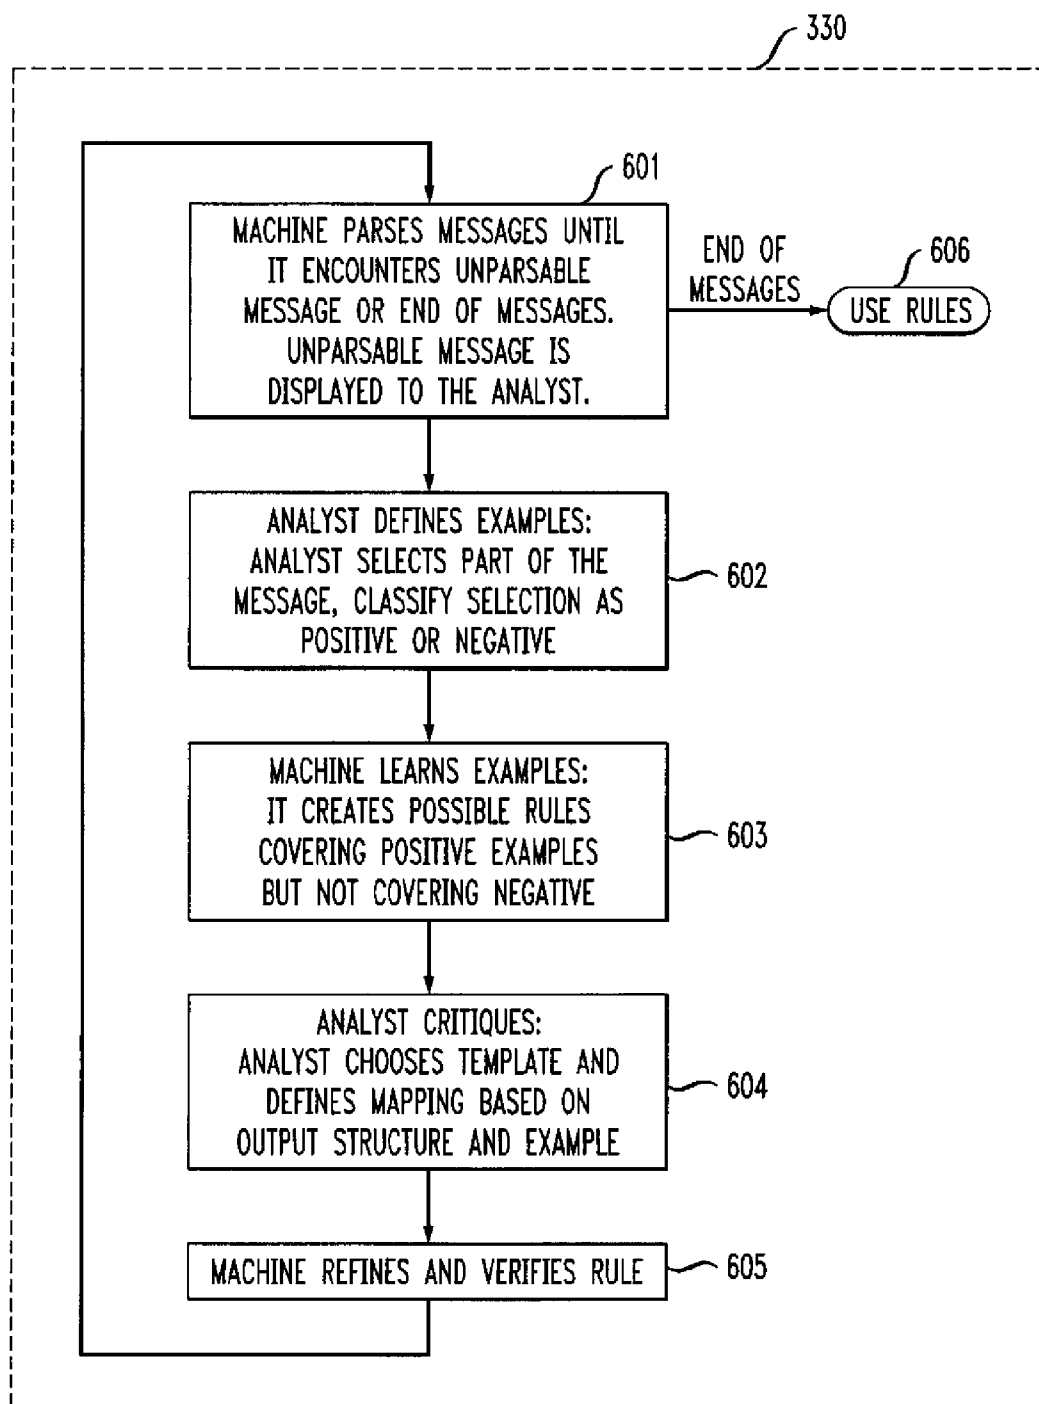 330
601
MACHINE PARSES MESSAGES UNTIL
IT ENCOUNTERS UNPARSABLE
MESSAGE OR END OF MESSAGES.
UNPARSABLE MESSAGE IS
DISPLAYED TO THE ANALYST.
END OF
MESSAGES
606
USE RULES
ANALYST DEFINES EXAMPLES:
ANALYST SELECTS PART OF THE
MESSAGE, CLASSIFY SELECTION AS
POSITIVE OR NEGATIVE
602
MACHINE LEARNS EXAMPLES:
IT CREATES POSSIBLE RULES
COVERING POSITIVE EXAMPLES
BUT NOT COVERING NEGATIVE
603
ANALYST CRITIQUES:
ANALYST CHOOSES TEMPLATE AND
DEFINES MAPPING BASED ON
OUTPUT STRUCTURE AND EXAMPLE
604
MACHINE REFINES AND VERIFIES RULE
605